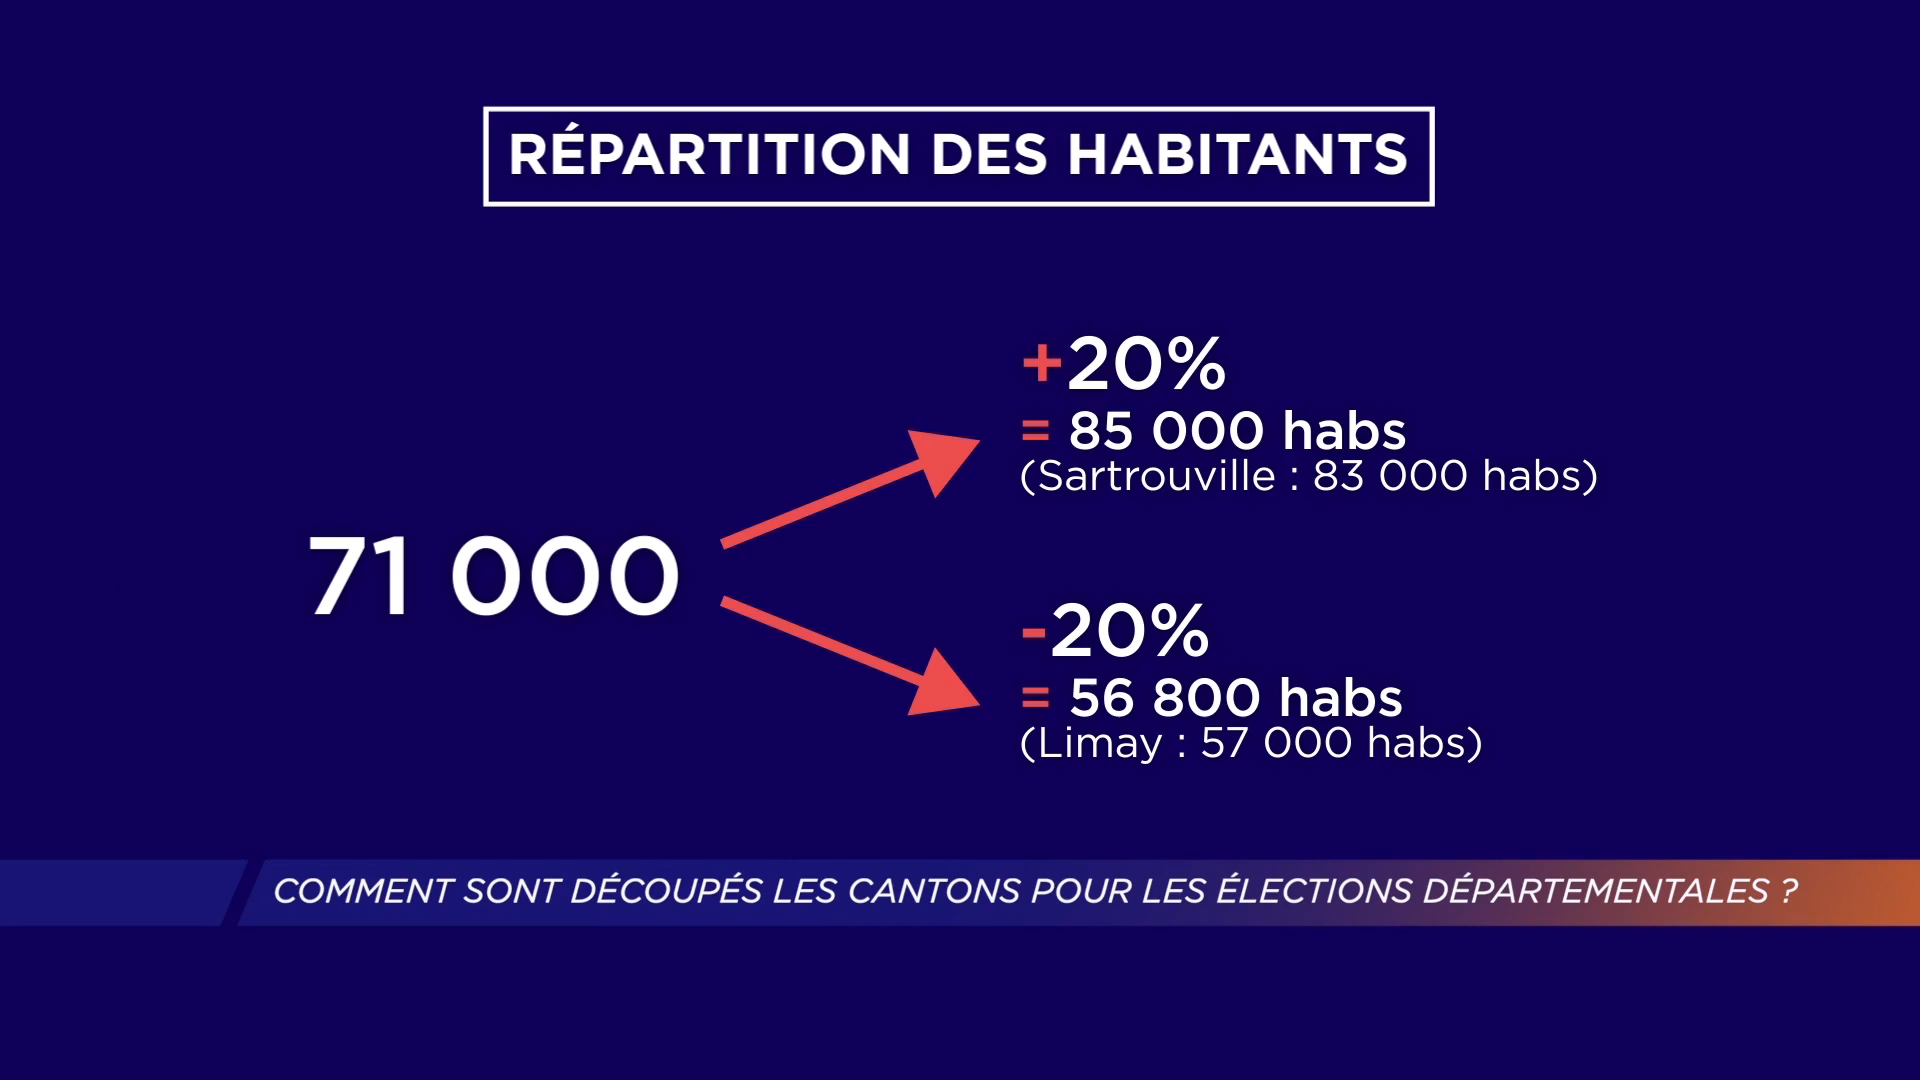 RÉPARTITION DES HABITANTS
71 000
+20%
= 85 000 habs
(Sartrouville : 83 000 habs)
-20%
= 56 800 habs
(Limay : 57 000 habs)
COMMENT SONT DÉCOUPÉS LES CANTONS POUR LES ÉLECTIONS DÉPARTEMENTALES ?